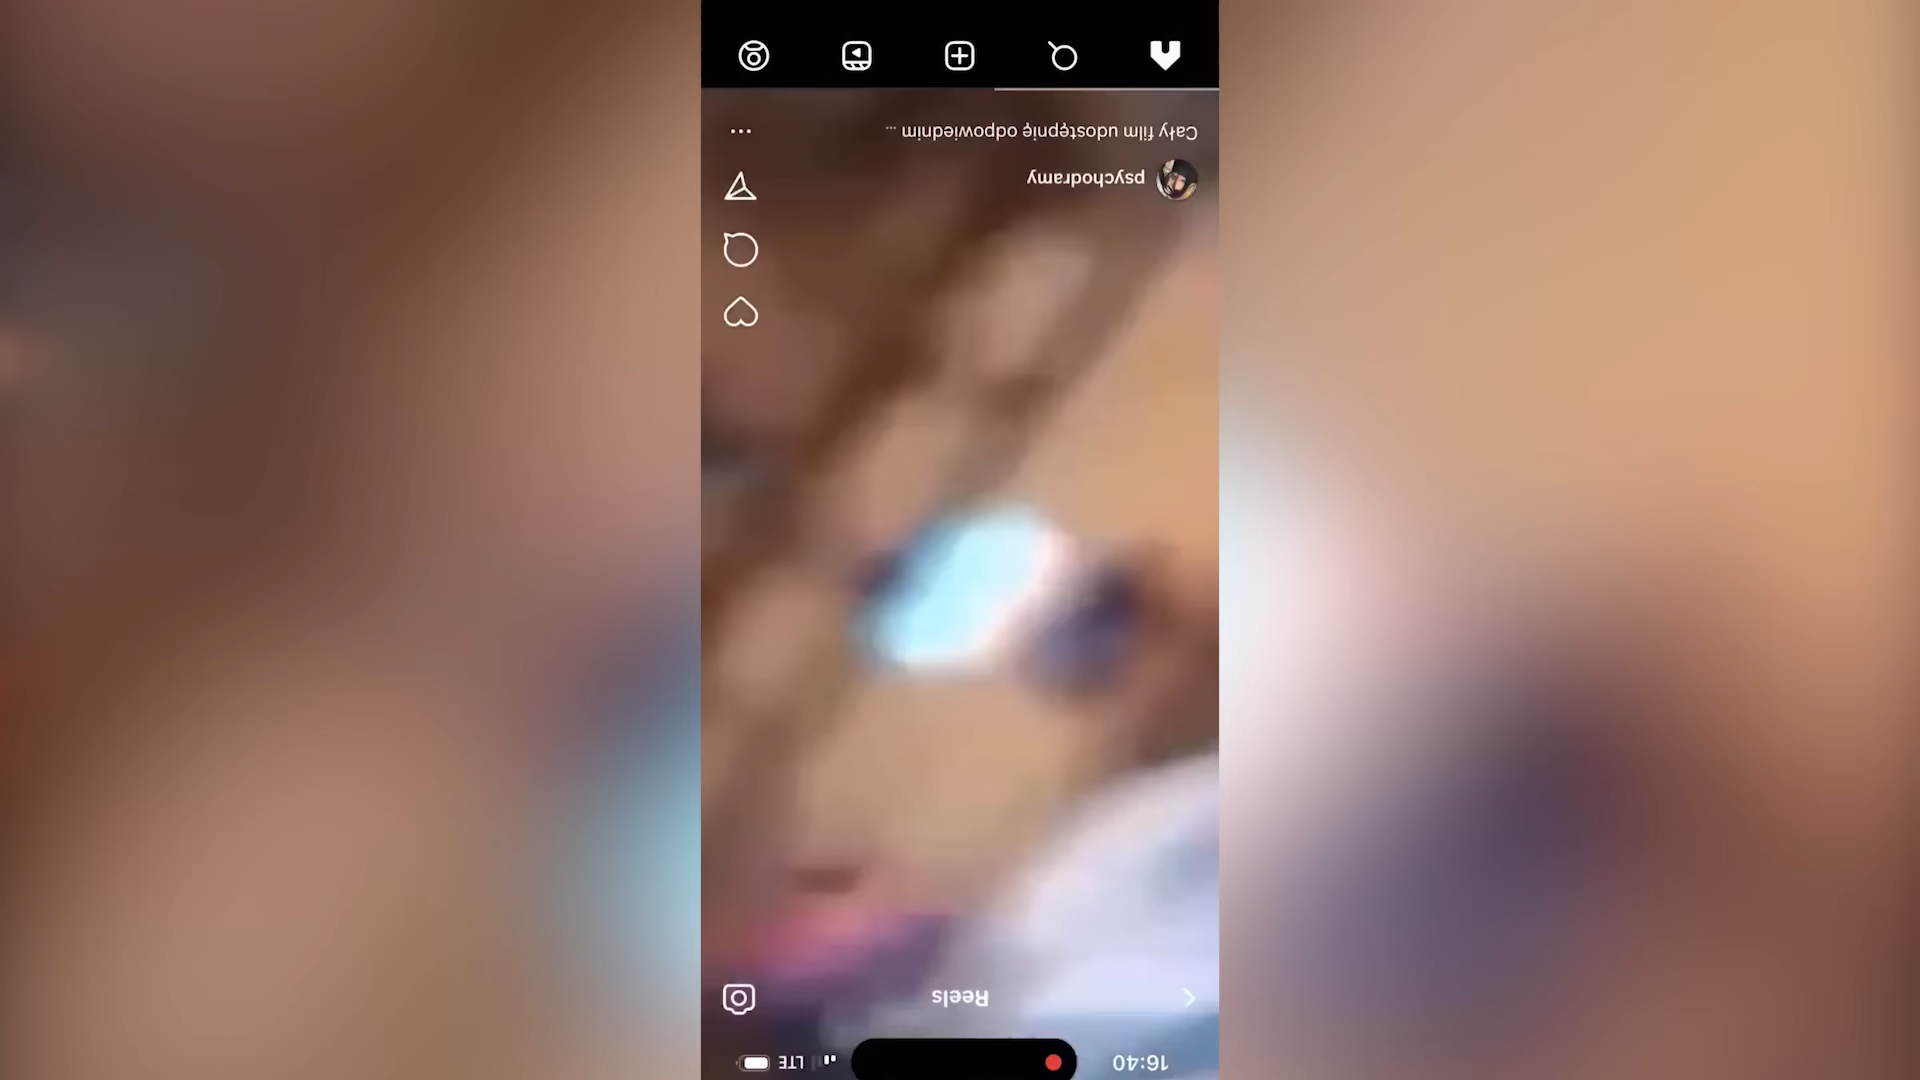 16:40
LTE
Reels
psychodramy
Cały film udostępnię odpowiednim ...